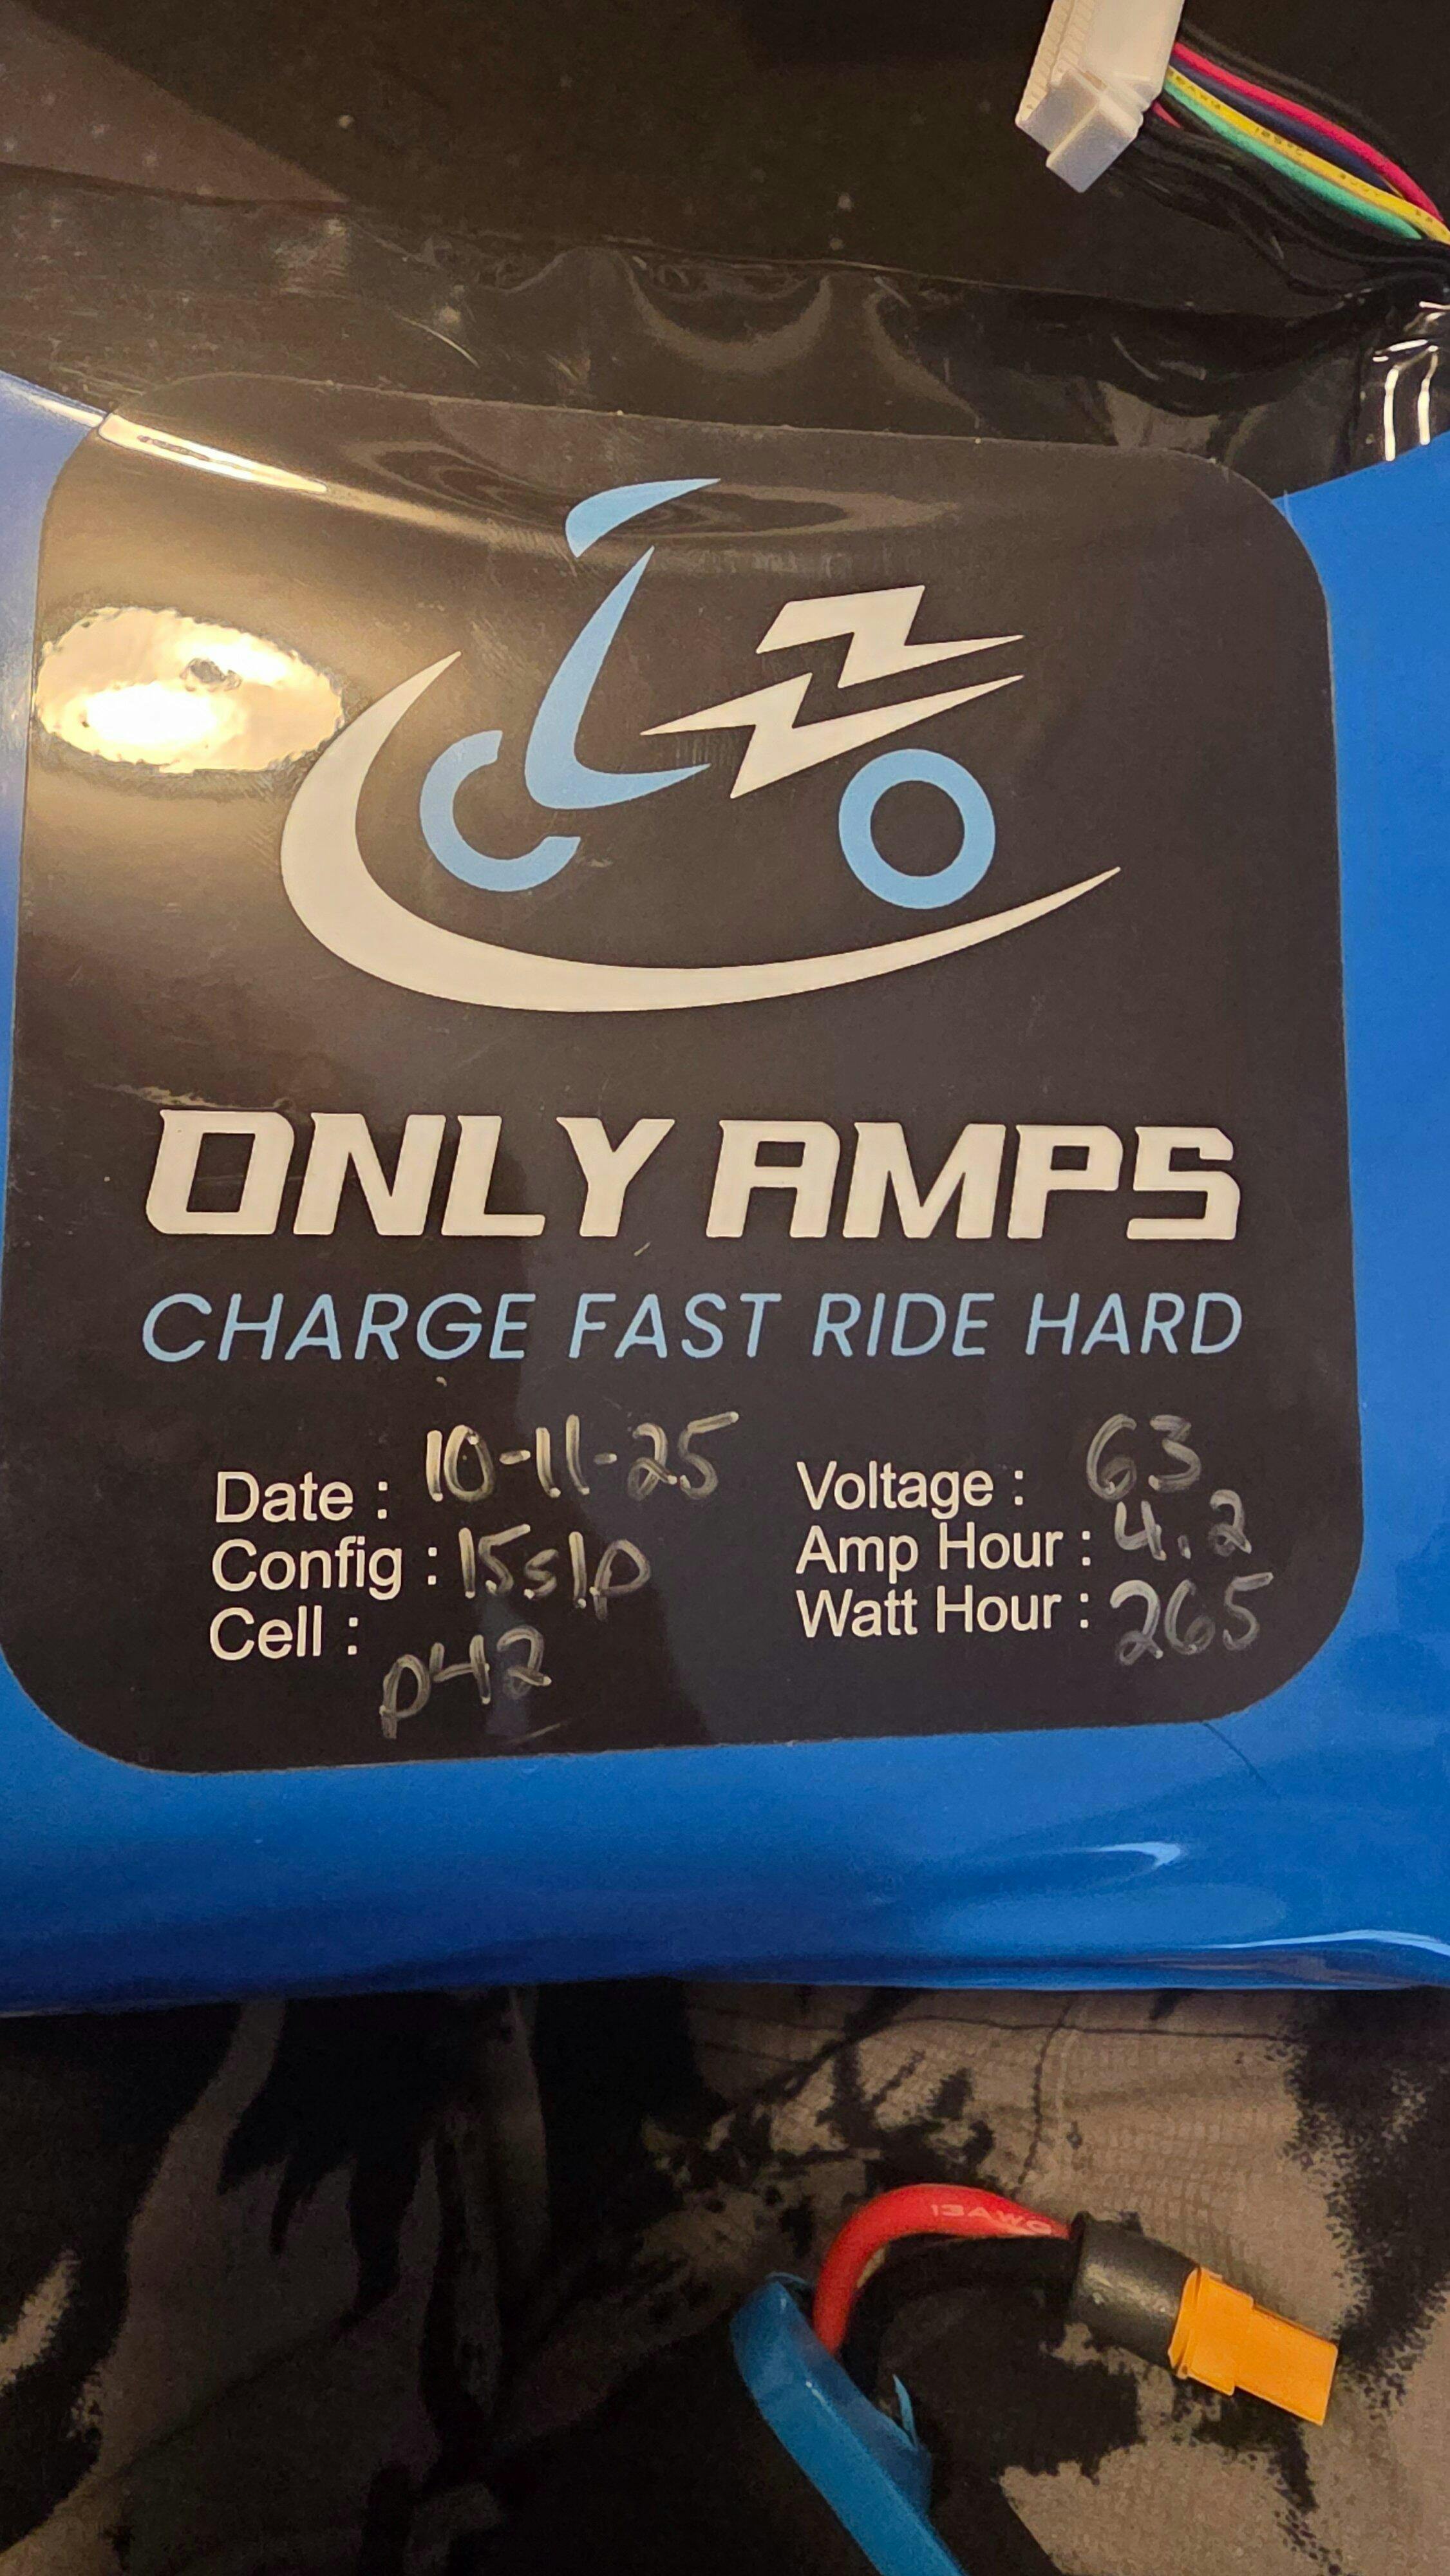 ONLY AMPS
CHARGE FAST RIDE HARD
Date : 10-11-25
Config : 15s1p
Cell : p42
Voltage : 63
Amp Hour : 4.2
Watt Hour : 265
13AWG